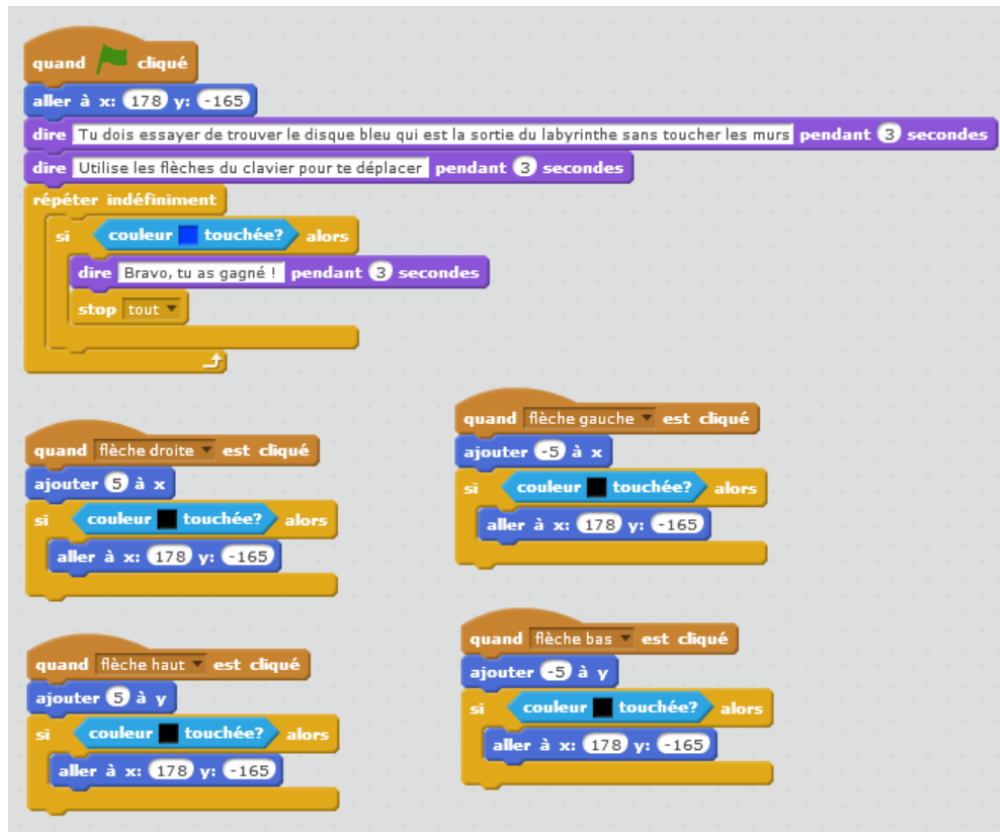 quand cliqué
aller à x: 178 y: -165
dire Tu dois essayer de trouver le disque bleu qui est la sortie du labyrinthe sans toucher les murs pendant 3 secondes
dire Utilise les flèches du clavier pour te déplacer pendant 3 secondes
répéter indéfiniment
si couleur touchée? alors
dire Bravo, tu as gagné ! pendant 3 secondes
stop tout
quand flèche droite est cliqué
ajouter 5 à x
si couleur touchée? alors
aller à x: 178 y: -165
quand flèche gauche est cliqué
ajouter -5 à x
si couleur touchée? alors
aller à x: 178 y: -165
quand flèche haut est cliqué
ajouter 5 à y
si couleur touchée? alors
aller à x: 178 y: -165
quand flèche bas est cliqué
ajouter -5 à y
si couleur touchée? alors
aller à x: 178 y: -165